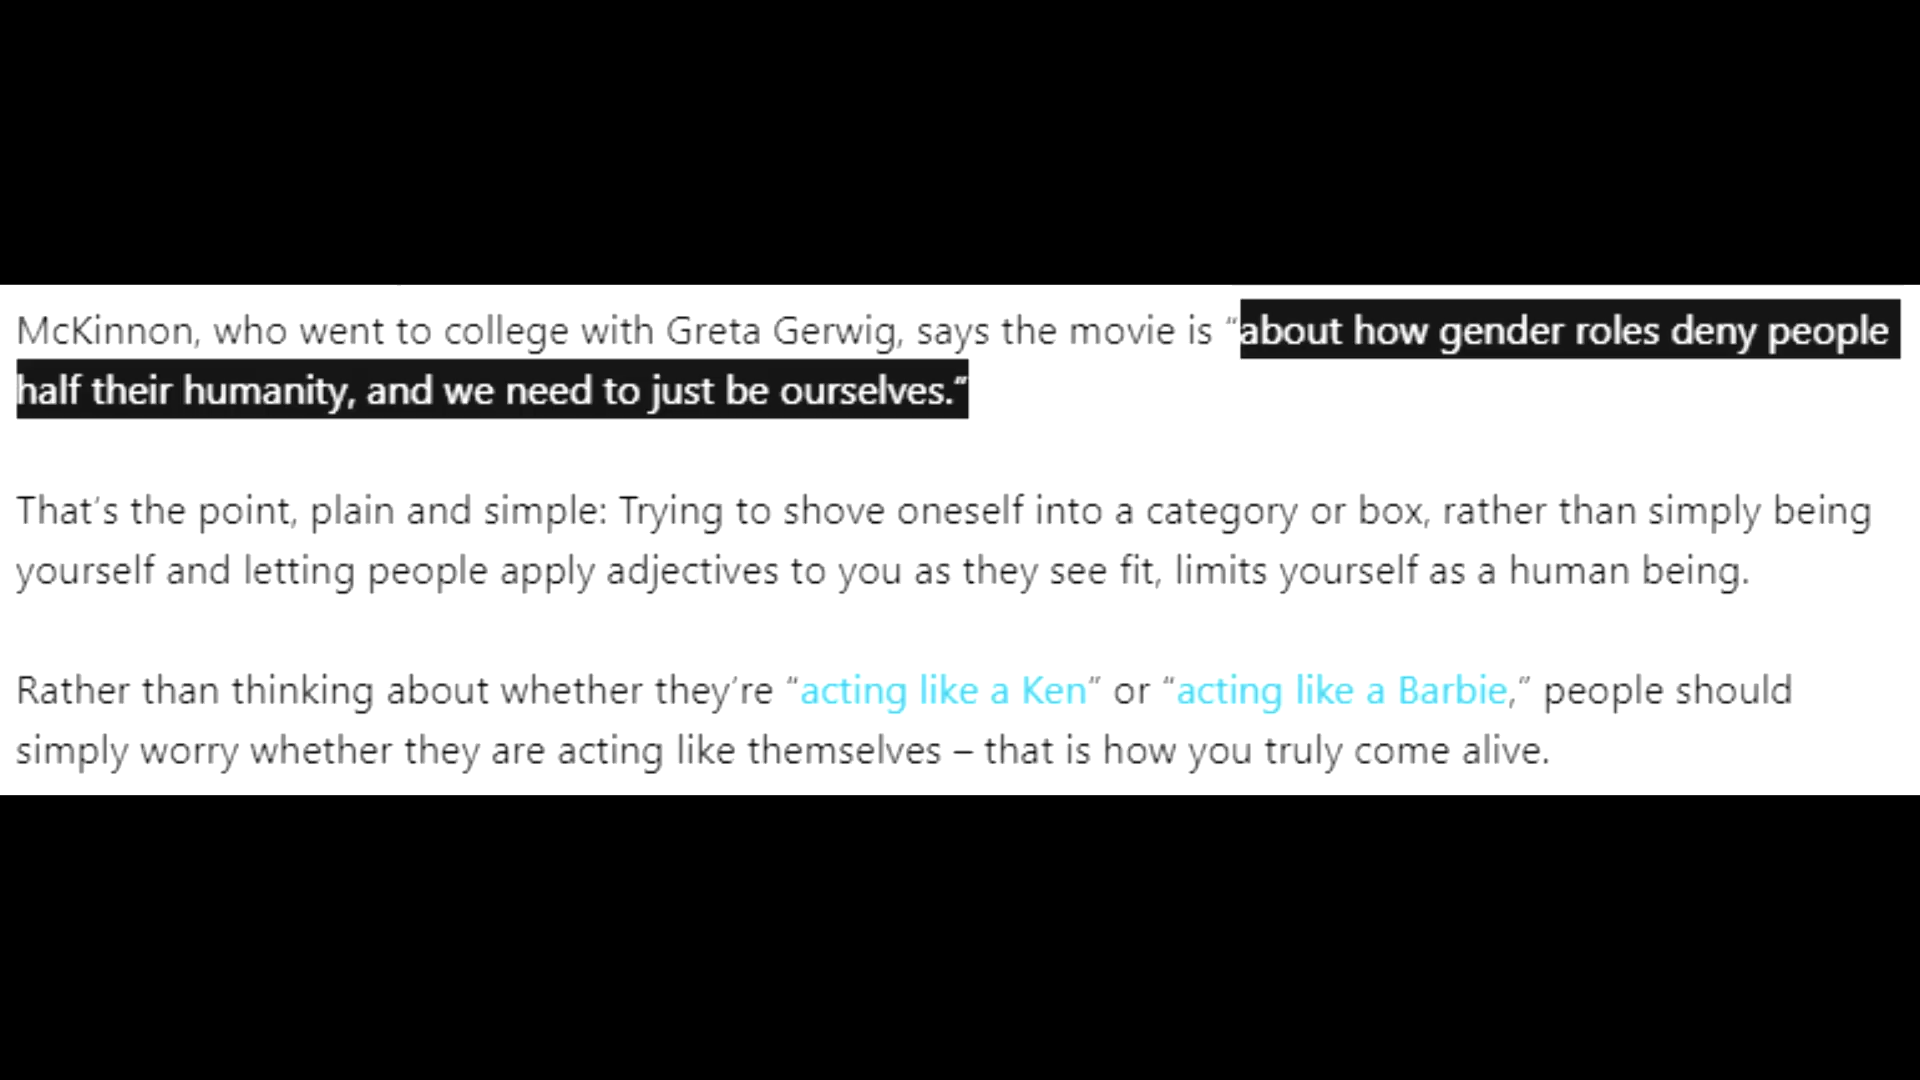 McKinnon, who went to college with Greta Gerwig, says the movie is “about how gender roles deny people
half their humanity, and we need to just be ourselves.”
That’s the point, plain and simple: Trying to shove oneself into a category or box, rather than simply being
yourself and letting people apply adjectives to you as they see fit, limits yourself as a human being.
Rather than thinking about whether they’re “acting like a Ken” or “acting like a Barbie,” people should
simply worry whether they are acting like themselves – that is how you truly come alive.